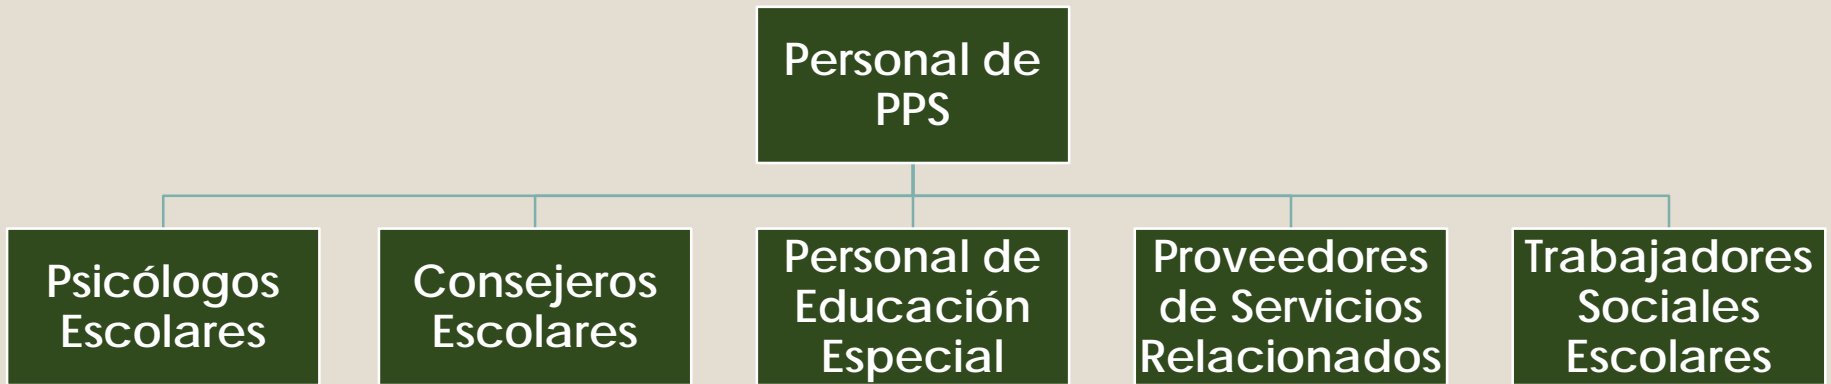 Personal de
PPS
Psicólogos
Escolares
Consejeros
Escolares
Personal de
Educación
Especial
Proveedores
de Servicios
Relacionados
Trabajadores
Sociales
Escolares